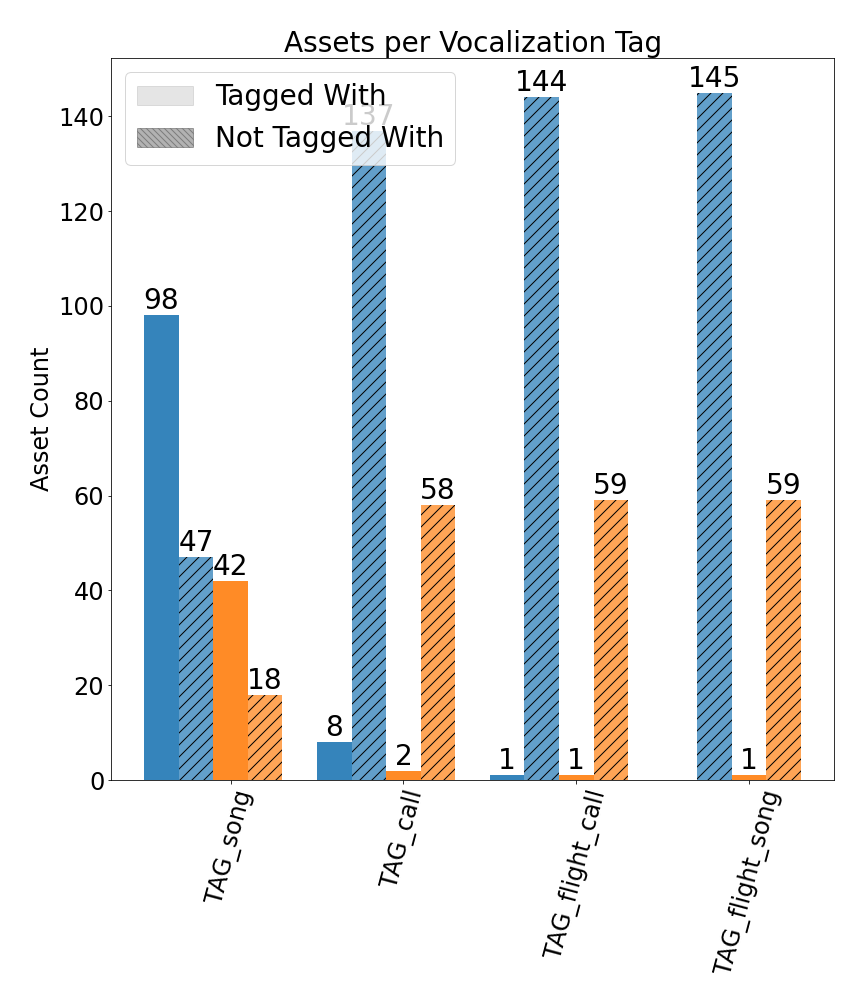 Assets per Vocalization Tag
Tagged With
Not Tagged With
Asset Count
140
120
100
80
60
40
20
0
98
47
42
18
8
137
2
58
1
144
1
59
145
1
59
TAG_song
TAG_call
TAG_flight_call
TAG_flight_song